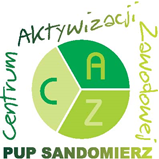 Centrum Aktywizacji Zawodowej
C A Z
PUP SANDOMIERZ